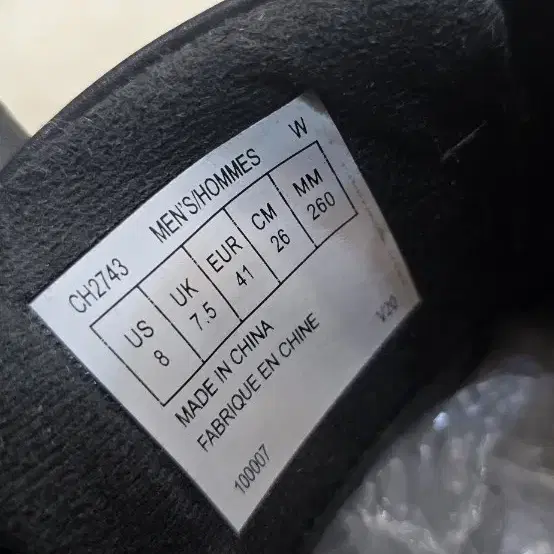 CH2743 MEN'S/HOMMES W
US UK EUR CM MM
8 7.5 41 26 260
MADE IN CHINA
FABRIQUE EN CHINE
100007 V20